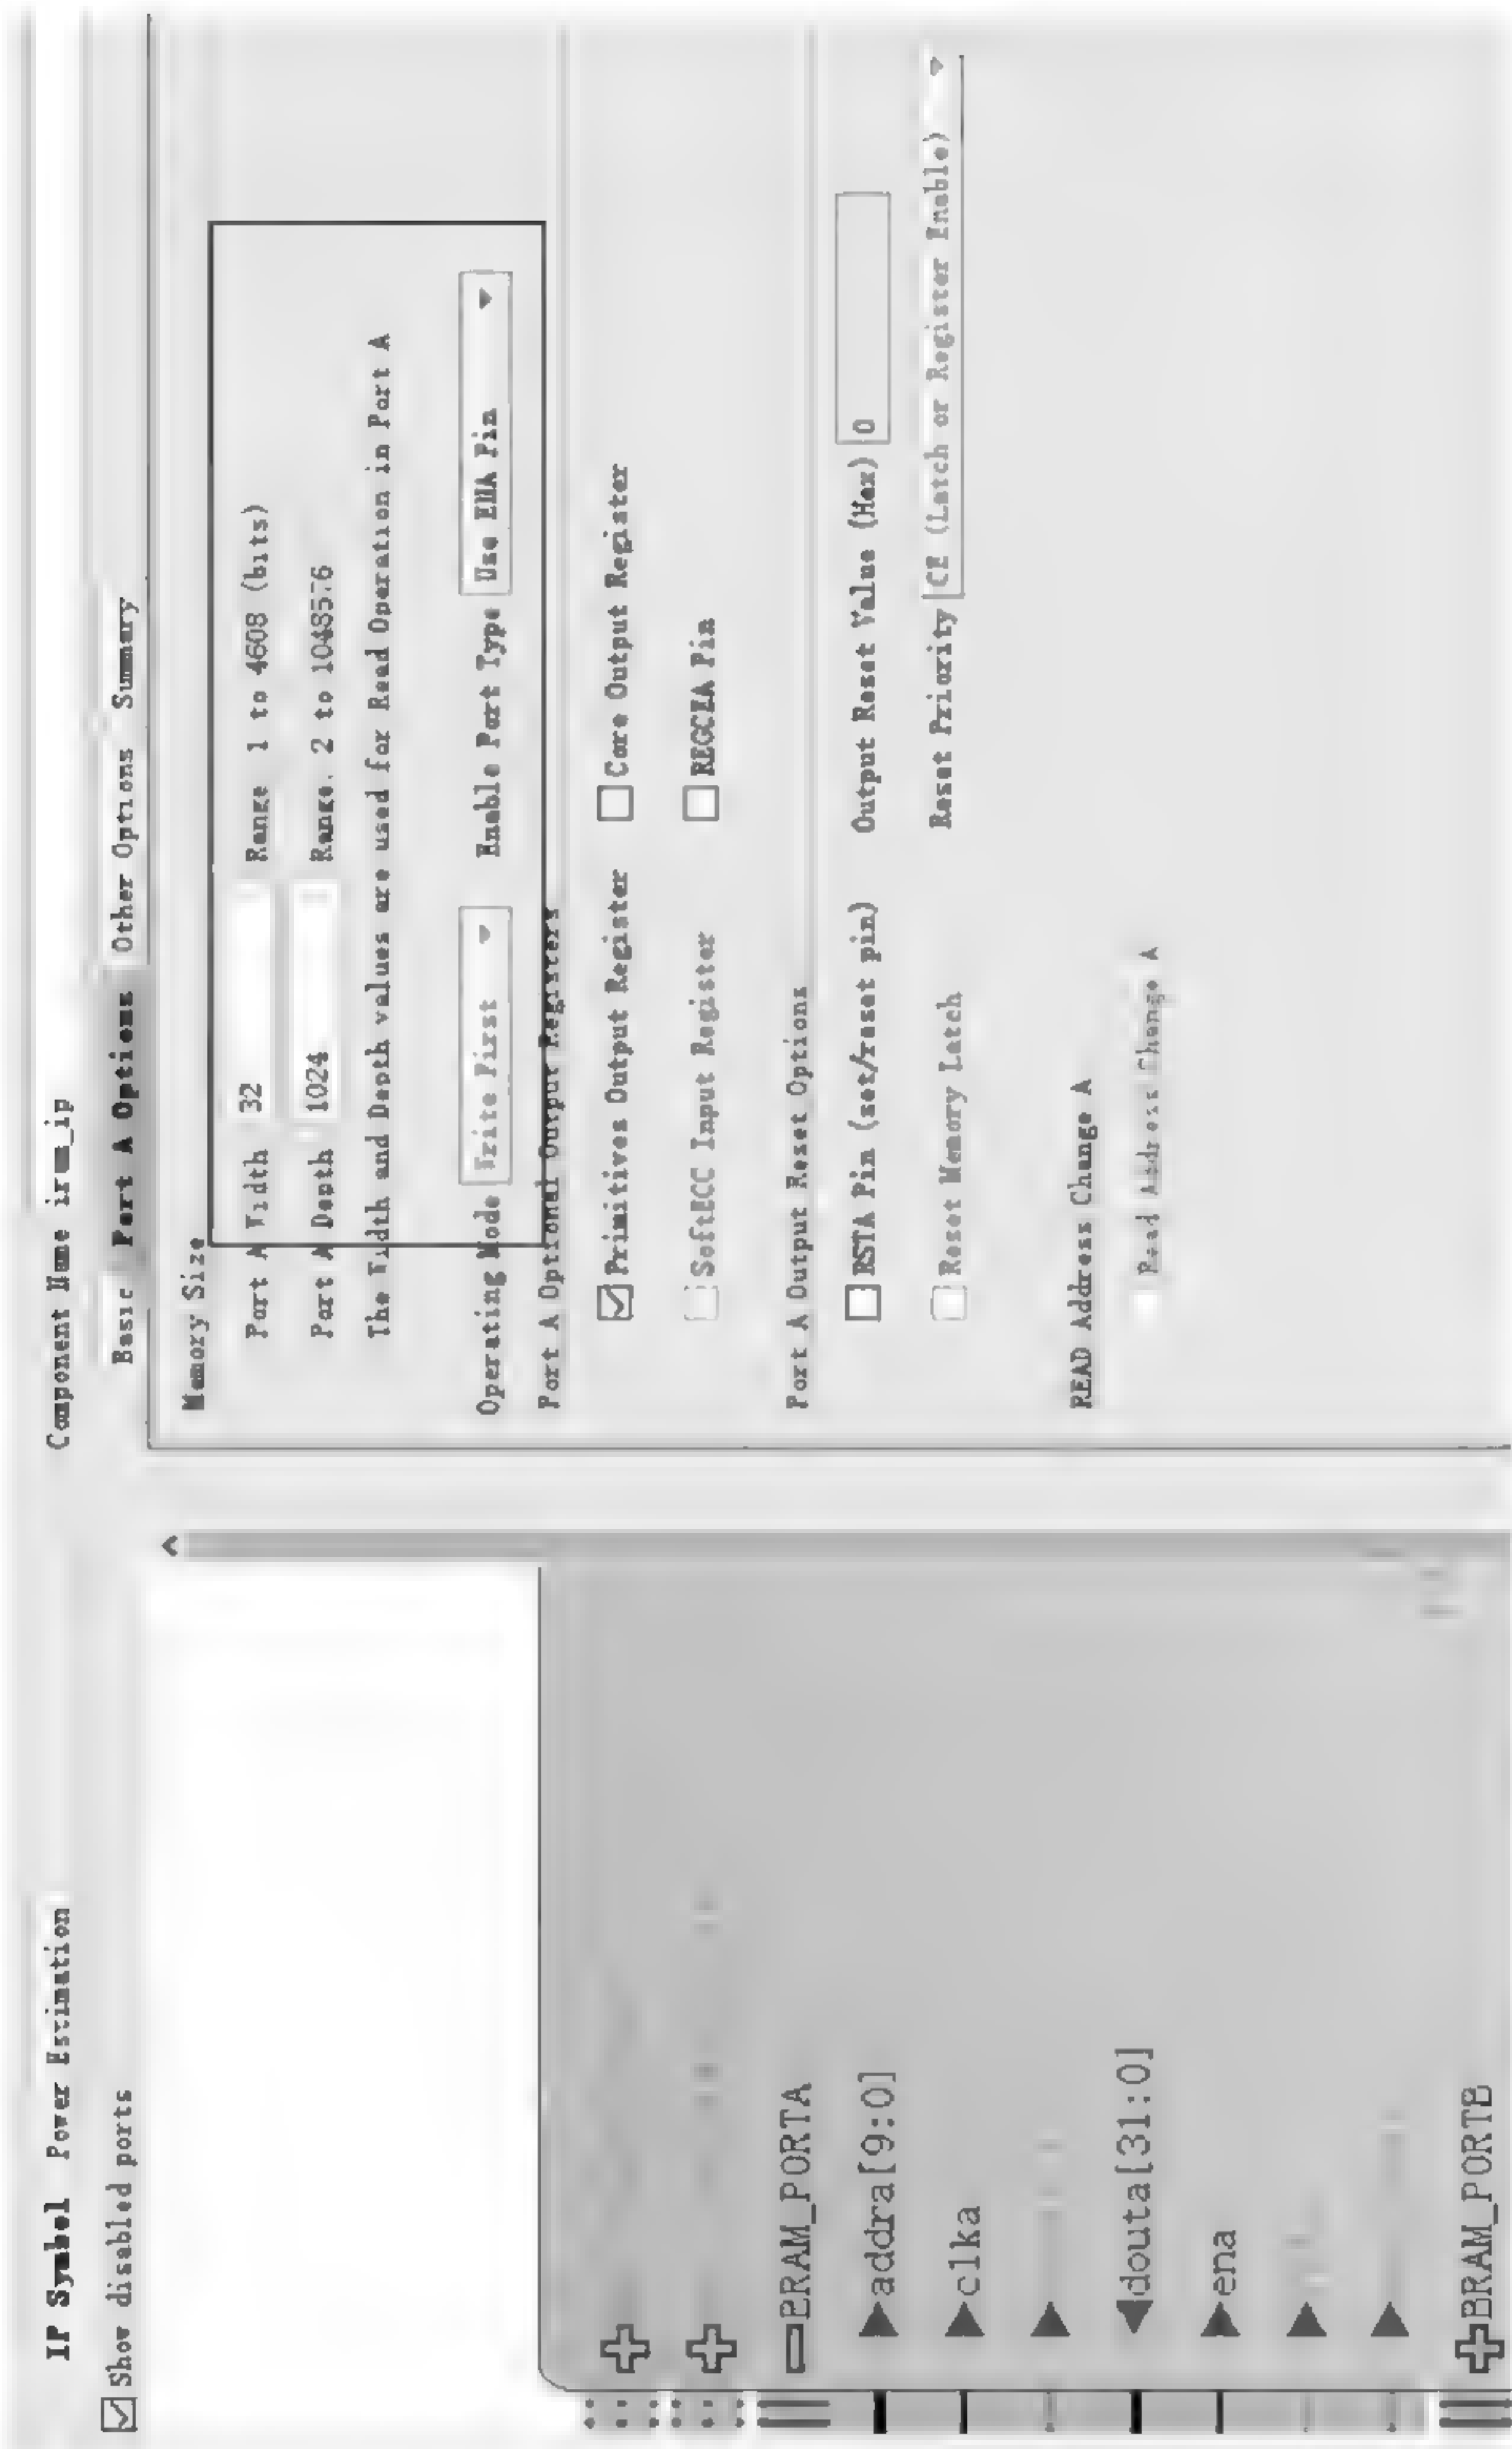 IP Symbol Power Estimation
Show disabled ports
BRAM_PORTA
addra[9:0]
clka
douta[31:0]
ena
BRAM_PORTB
Component Name irom_ip
Basic Port A Options Other Options Summary
Memory Size
Port A Width 32 Range 1 to 4608 (bits)
Port A Depth 1024 Range. 2 to 1048576
The Width and Depth values are used for Read Operation in Port A
Operating Mode Write First Enable Port Type Use ENA Pin
Port A Optional Output Registers
Primitives Output Register Core Output Register
SoftECC Input Register REGCEA Pin
Port A Output Reset Options
RSTA Pin (set/reset pin) Output Reset Value (Hex) 0
Reset Memory Latch Reset Priority CE (Latch or Register Enable)
READ Address Change A
Read Address Change A